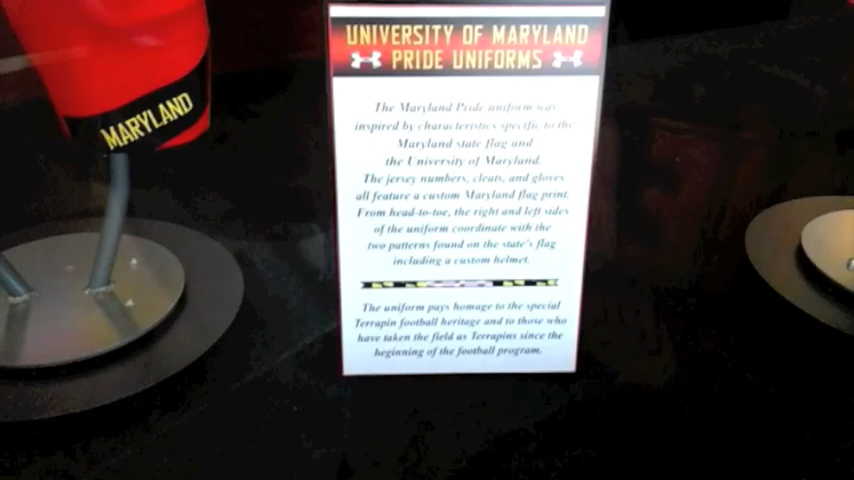 MARYLAND
UNIVERSITY OF MARYLAND
PRIDE UNIFORMS
The Maryland Pride uniform was
inspired by characteristics specific to the
Maryland state flag and
the University of Maryland.
The jersey numbers, cleats, and gloves
all feature a custom Maryland flag print.
From head-to-toe, the right and left sides
of the uniform coordinate with the
two patterns found on the state's flag
including a custom helmet.
The uniform pays homage to the special
Terrapin football heritage and to those who
have taken the field as Terrapins since the
beginning of the football program.